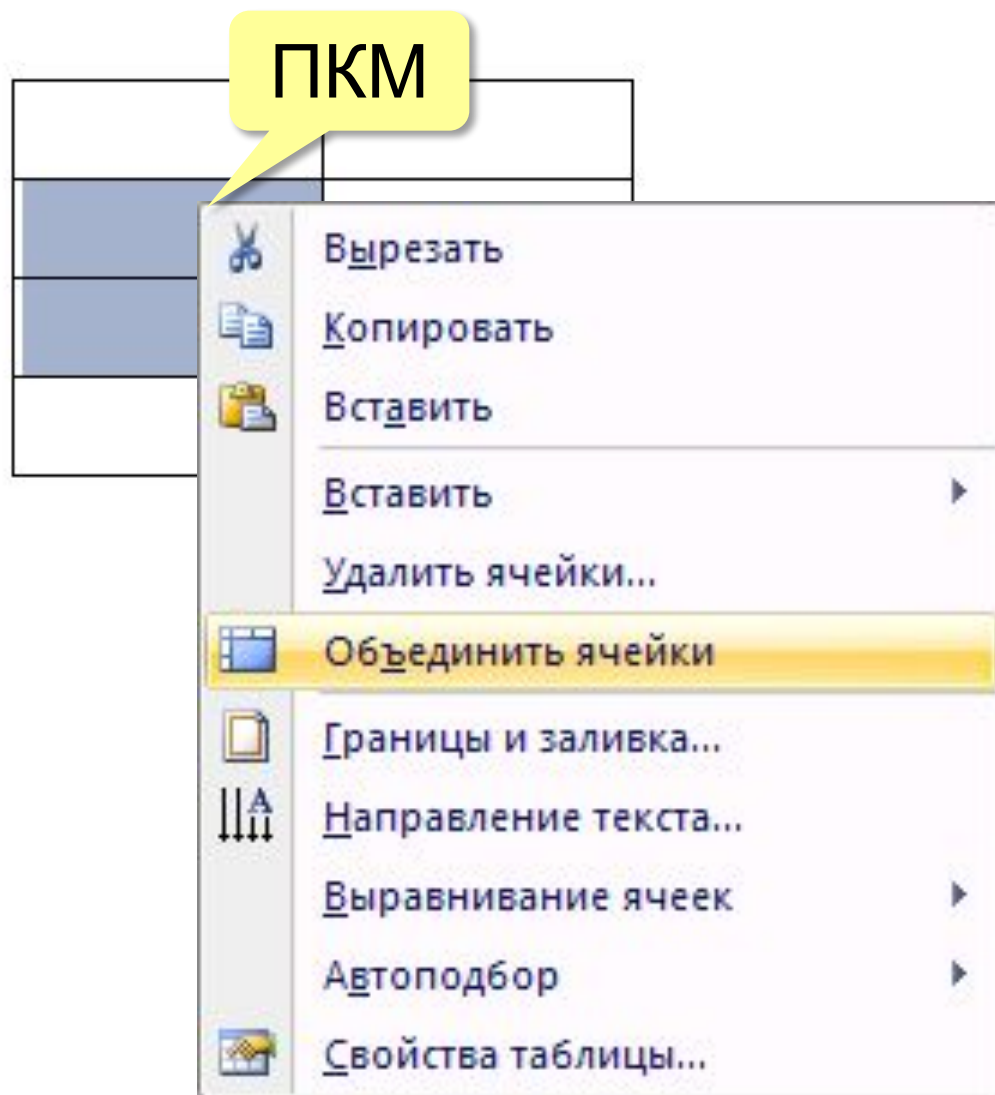 ПКМ
Вырезать
Копировать
Вставить
Вставить
Удалить ячейки...
Объединить ячейки
Границы и заливка...
Направление текста...
Выравнивание ячеек
Автоподбор
Свойства таблицы...